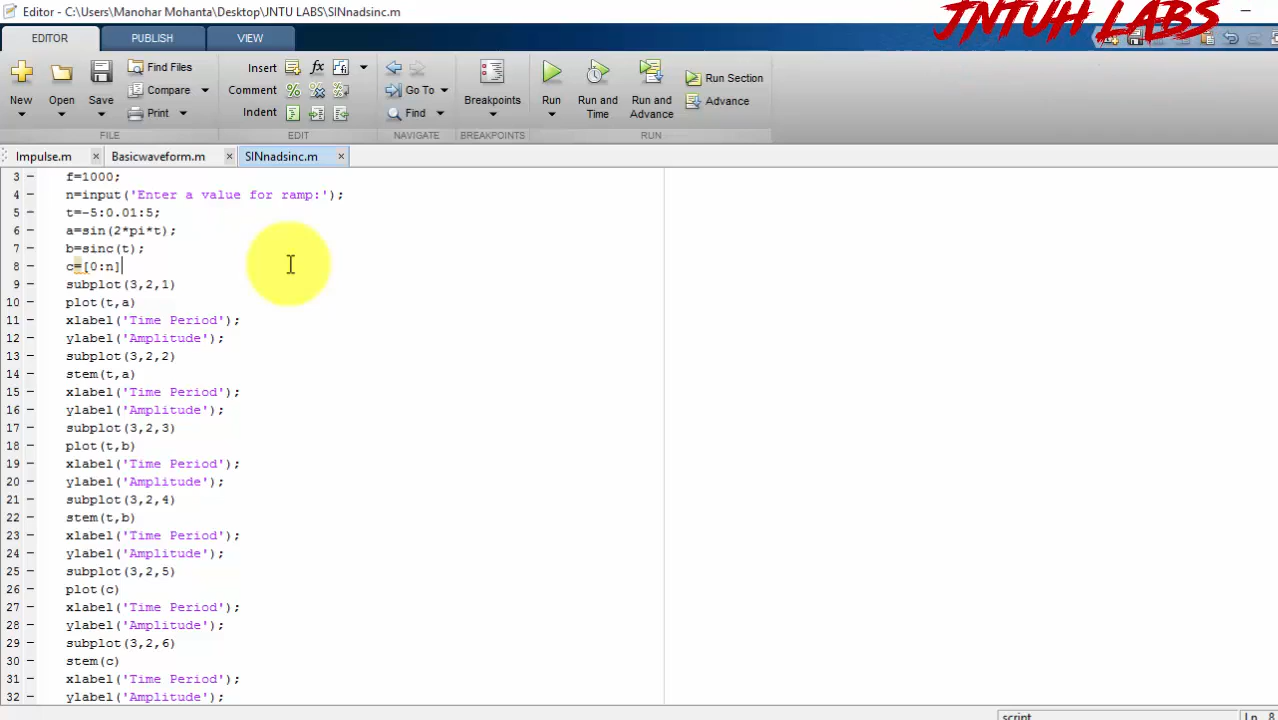 Editor - C:\Users\Manohar Mohanta\Desktop\JNTU LABS\SINnadsinc.m
JNTUH LABS
EDITOR PUBLISH VIEW
New Open Save Find Files Compare Print
FILE
Insert fx
Comment
Indent
EDIT
Go To
Find
NAVIGATE
Breakpoints
BREAKPOINTS
Run Run and Time Run and Advance Run Section Advance
RUN
Impulse.m × Basicwaveform.m × SINnadsinc.m ×
3 - f=1000;
4 - n=input('Enter a value for ramp:');
5 - t=-5:0.01:5;
6 - a=sin(2*pi*t);
7 - b=sinc(t);
8 - c=[0:n]
9 - subplot(3,2,1)
10 - plot(t,a)
11 - xlabel('Time Period');
12 - ylabel('Amplitude');
13 - subplot(3,2,2)
14 - stem(t,a)
15 - xlabel('Time Period');
16 - ylabel('Amplitude');
17 - subplot(3,2,3)
18 - plot(t,b)
19 - xlabel('Time Period');
20 - ylabel('Amplitude');
21 - subplot(3,2,4)
22 - stem(t,b)
23 - xlabel('Time Period');
24 - ylabel('Amplitude');
25 - subplot(3,2,5)
26 - plot(c)
27 - xlabel('Time Period');
28 - ylabel('Amplitude');
29 - subplot(3,2,6)
30 - stem(c)
31 - xlabel('Time Period');
32 - ylabel('Amplitude');
script Ln 8